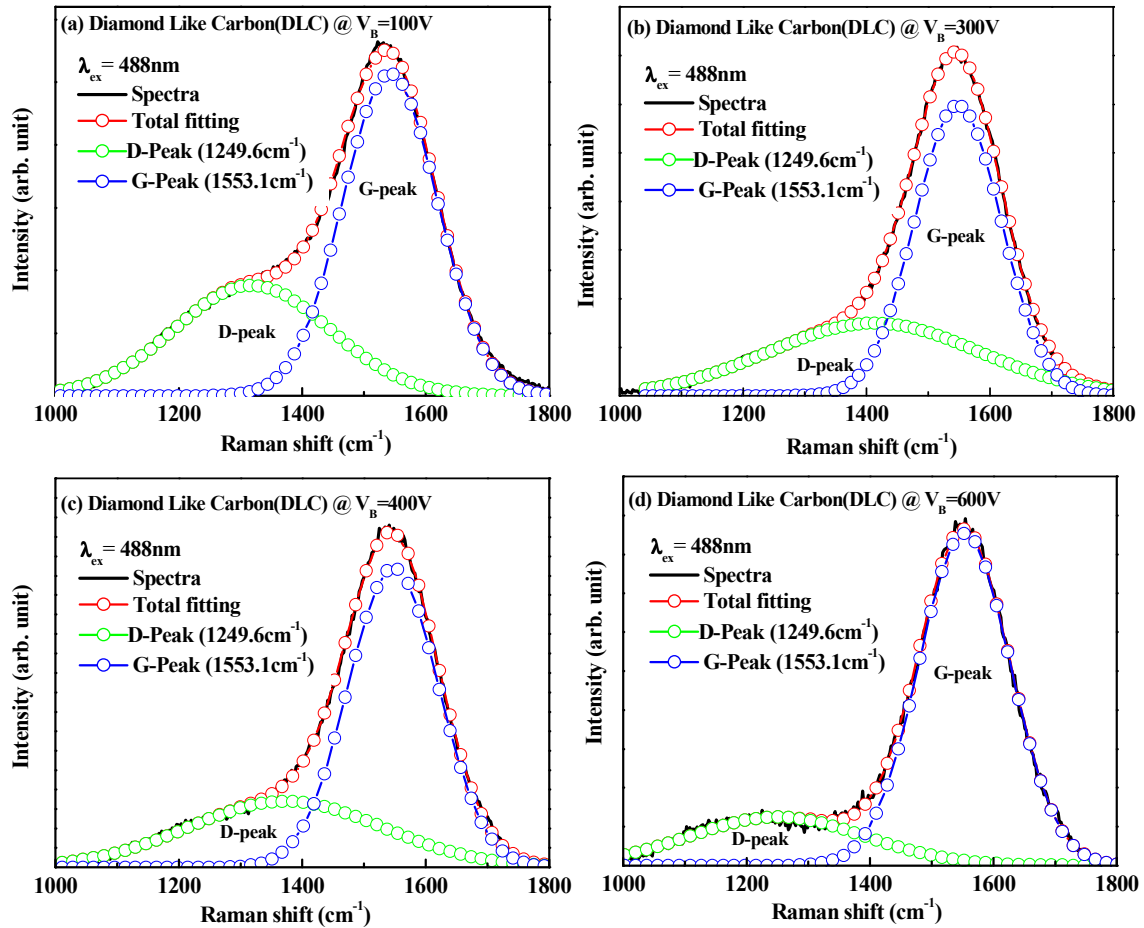 (a) Diamond Like Carbon(DLC) @ V_B=100V
λ_ex = 488nm
Spectra
Total fitting
D-Peak (1249.6cm⁻¹)
G-Peak (1553.1cm⁻¹)
G-peak
D-peak
Intensity (arb. unit)
1000 1200 1400 1600 1800
Raman shift (cm⁻¹)
(b) Diamond Like Carbon(DLC) @ V_B=300V
λ_ex = 488nm
Spectra
Total fitting
D-Peak (1249.6cm⁻¹)
G-Peak (1553.1cm⁻¹)
G-peak
D-peak
Intensity (arb. unit)
1000 1200 1400 1600 1800
Raman shift (cm⁻¹)
(c) Diamond Like Carbon(DLC) @ V_B=400V
λ_ex = 488nm
Spectra
Total fitting
D-Peak (1249.6cm⁻¹)
G-Peak (1553.1cm⁻¹)
D-peak
Intensity (arb. unit)
1000 1200 1400 1600 1800
Raman shift (cm⁻¹)
(d) Diamond Like Carbon(DLC) @ V_B=600V
λ_ex = 488nm
Spectra
Total fitting
D-Peak (1249.6cm⁻¹)
G-Peak (1553.1cm⁻¹)
G-peak
D-peak
Intensity (arb. unit)
1000 1200 1400 1600 1800
Raman shift (cm⁻¹)